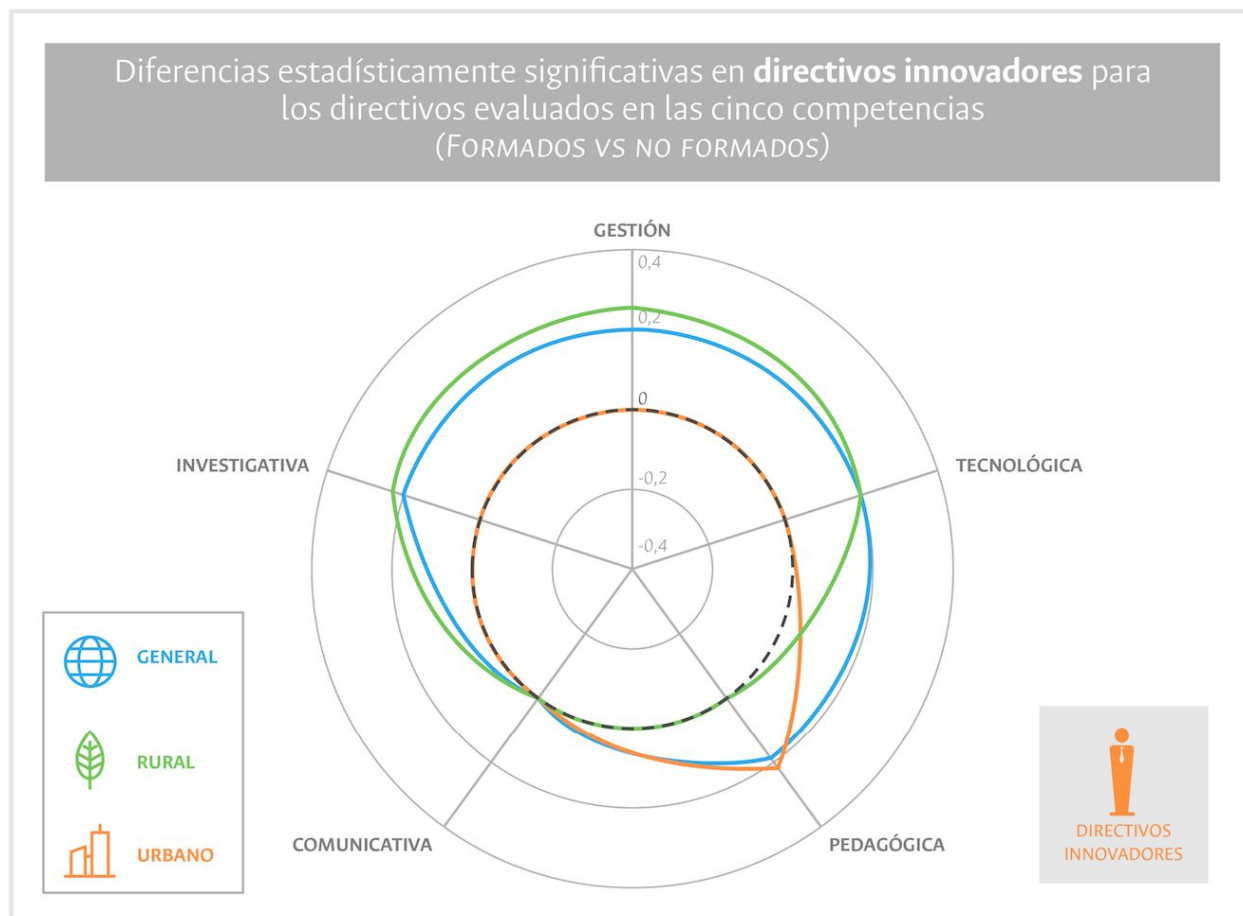 Diferencias estadísticamente significativas en directivos innovadores para
los directivos evaluados en las cinco competencias
(FORMADOS VS NO FORMADOS)
GESTIÓN
0,4
0,2
0
-0,2
-0,4
INVESTIGATIVA
TECNOLÓGICA
COMUNICATIVA
PEDAGÓGICA
GENERAL
RURAL
URBANO
DIRECTIVOS
INNOVADORES